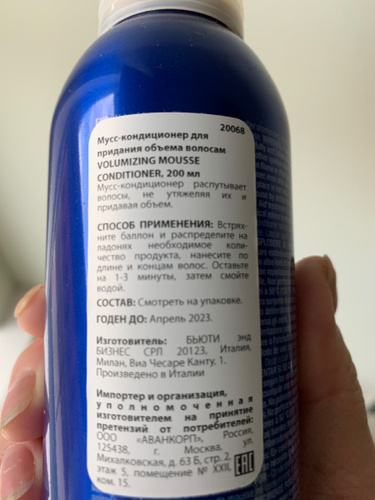 20068
Мусс-кондиционер для
придания объема волосам
VOLUMIZING MOUSSE
CONDITIONER, 200 мл
Мусс-кондиционер распутывает
волосы, не утяжеляя их и
придавая объем.
СПОСОБ ПРИМЕНЕНИЯ: Встрях-
ните баллон и распределите на
ладонях необходимое коли-
чество продукта, нанесите по
длине и концам волос. Оставьте
на 1-3 минуты, затем смойте
водой.
СОСТАВ: Смотреть на упаковке.
ГОДЕН ДО: Апрель 2023.
Изготовитель: БЬЮТИ ЭНД
БИЗНЕС СРЛ 20123, Италия,
Милан, Виа Чесаре Канту, 1.
Произведено в Италии
Импортер и организация,
уполномоченная
изготовителем на принятие
претензий от потребителей:
ООО «АВАНКОРП», Россия,
125438, г. Москва, ул.
Михалковская, д. 63 Б, стр. 2,
этаж 5, помещение № XXII,
ком. 15.
EAC